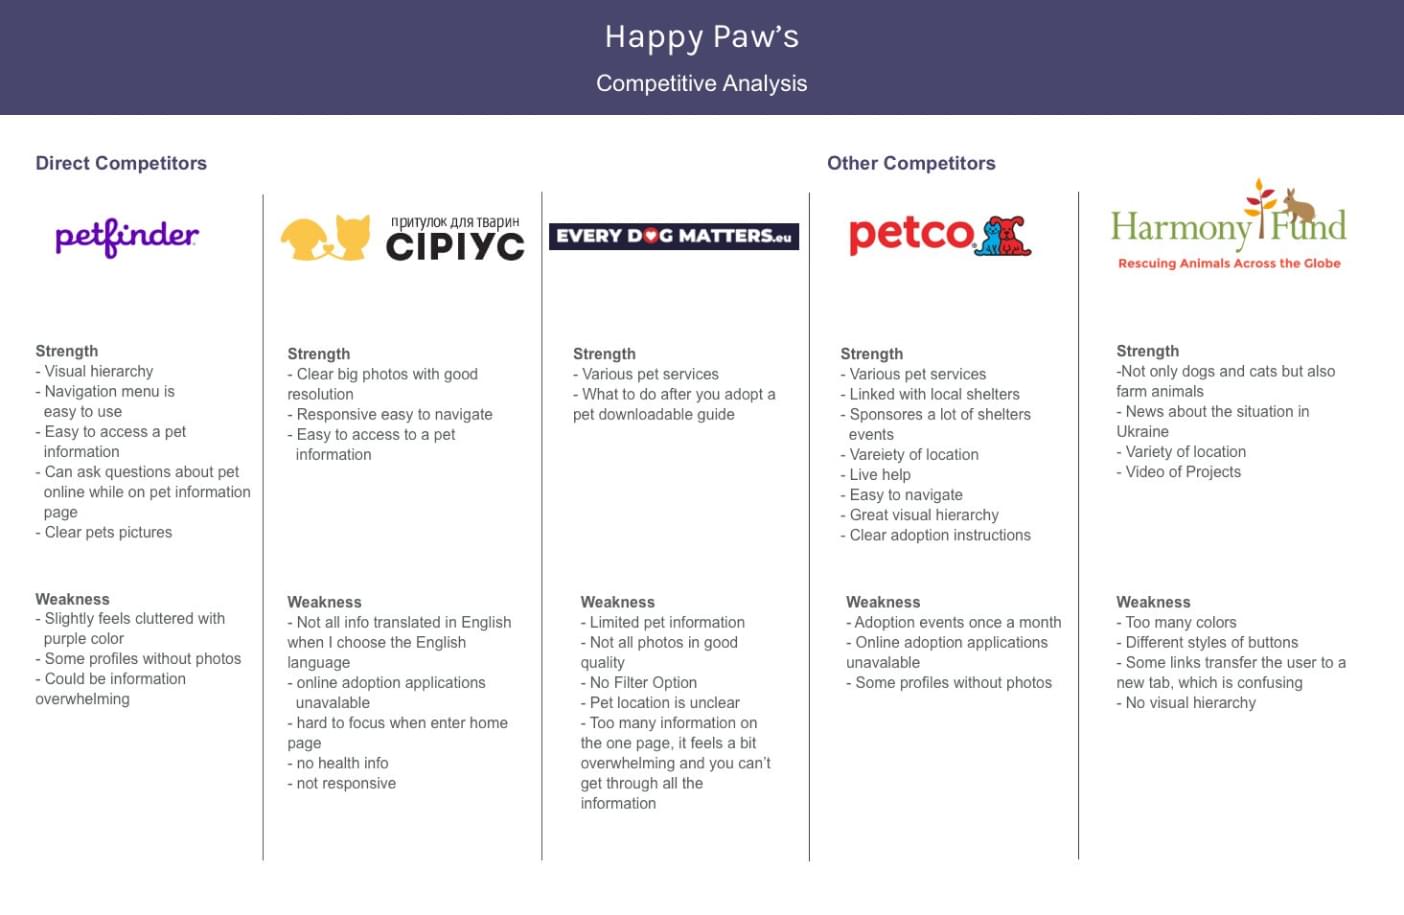 Happy Paw’s
Competitive Analysis
Direct Competitors
petfinder
Strength
- Visual hierarchy
- Navigation menu is
easy to use
- Easy to access a pet
information
- Can ask questions about pet
online while on pet information
page
- Clear pets pictures
Weakness
- Slightly feels cluttered with
purple color
- Some profiles without photos
- Could be information
overwhelming
притулок для тварин
СІРІУС
Strength
- Clear big photos with good
resolution
- Responsive easy to navigate
- Easy to access to a pet
information
Weakness
- Not all info translated in English
when I choose the English
language
- online adoption applications
unavalable
- hard to focus when enter home
page
- no health info
- not responsive
EVERY DOG MATTERS.eu
Strength
- Various pet services
- What to do after you adopt a
pet downloadable guide
Weakness
- Limited pet information
- Not all photos in good
quality
- No Filter Option
- Pet location is unclear
- Too many information on
the one page, it feels a bit
overwhelming and you can’t
get through all the
information
Other Competitors
petco
Strength
- Various pet services
- Linked with local shelters
- Sponsores a lot of shelters
events
- Vareiety of location
- Live help
- Easy to navigate
- Great visual hierarchy
- Clear adoption instructions
Weakness
- Adoption events once a month
- Online adoption applications
unavalable
- Some profiles without photos
Harmony Fund
Rescuing Animals Across the Globe
Strength
-Not only dogs and cats but also
farm animals
- News about the situation in
Ukraine
- Variety of location
- Video of Projects
Weakness
- Too many colors
- Different styles of buttons
- Some links transfer the user to a
new tab, which is confusing
- No visual hierarchy